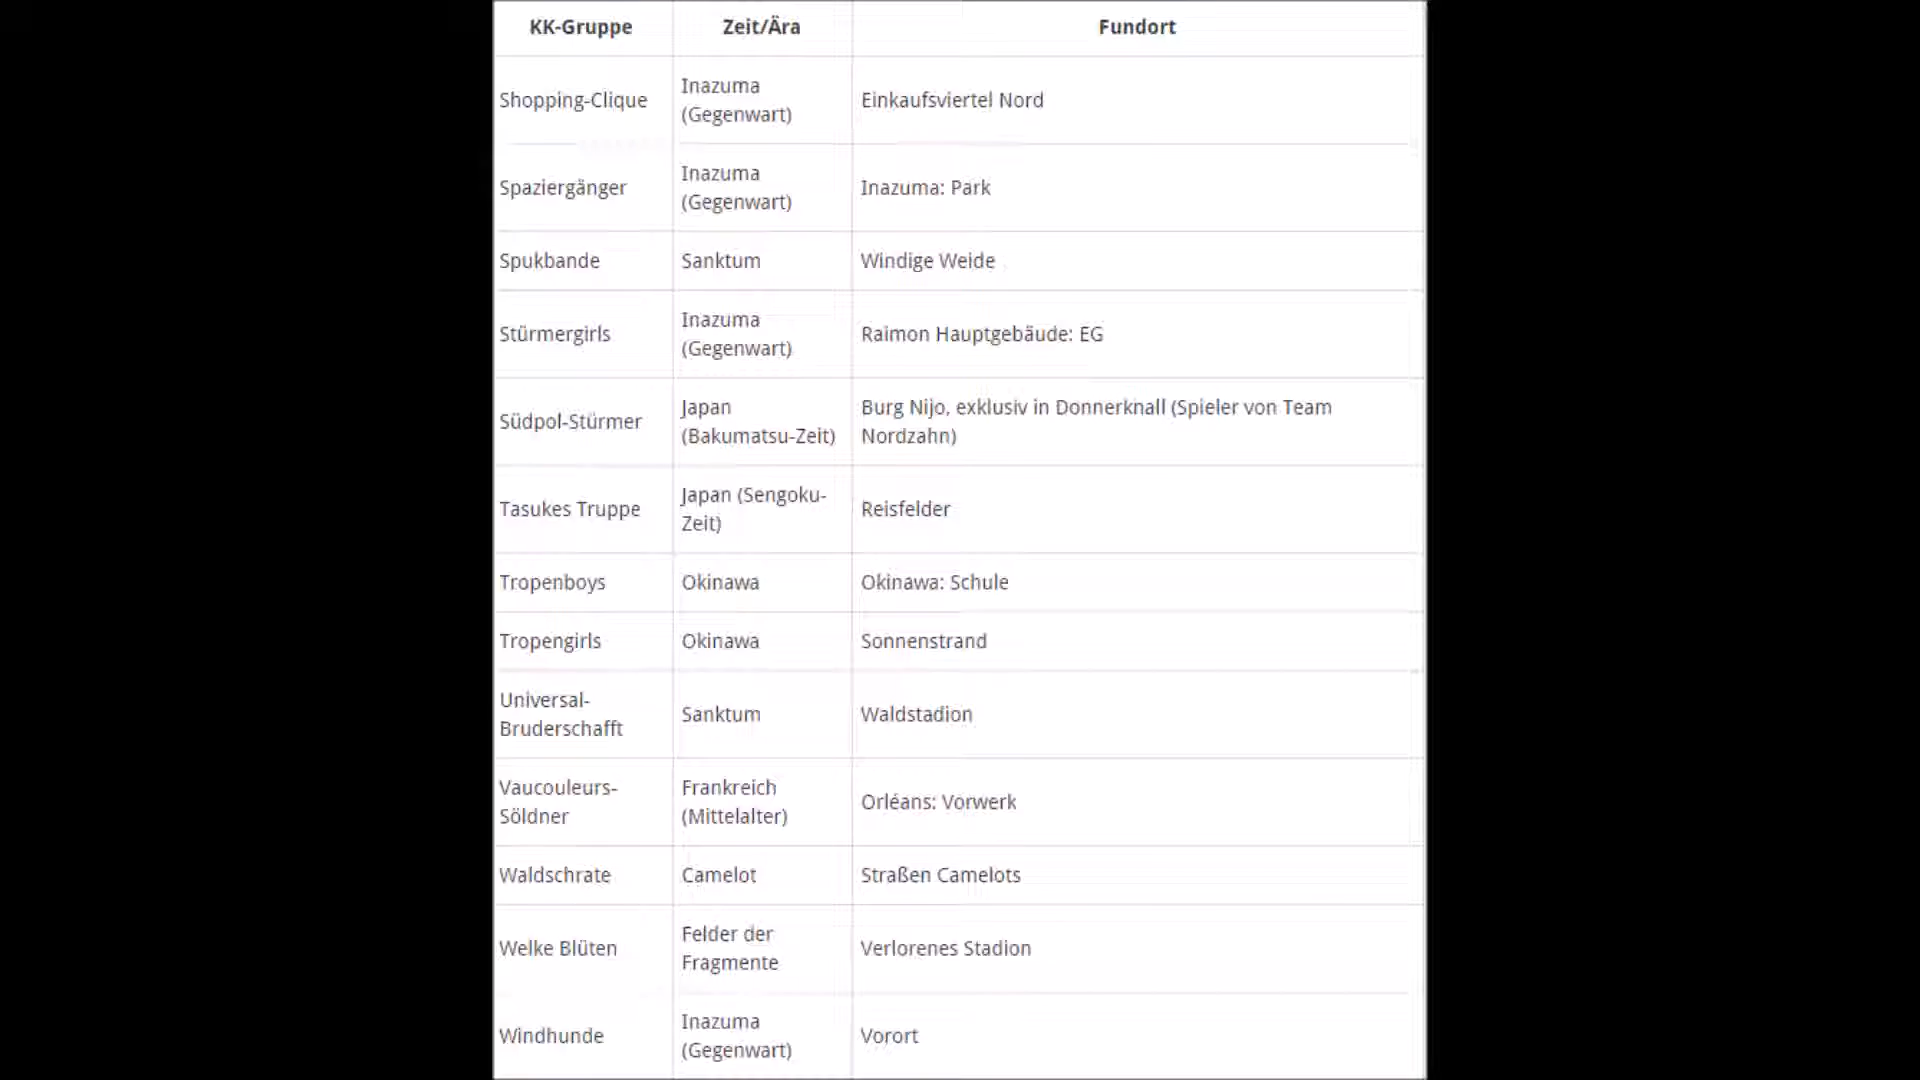 KK-Gruppe Zeit/Ära Fundort
Shopping-Clique
Inazuma
(Gegenwart)
Einkaufsviertel Nord
Spaziergänger
Inazuma
(Gegenwart)
Inazuma: Park
Spukbande
Sanktum
Windige Weide
Stürmergirls
Inazuma
(Gegenwart)
Raimon Hauptgebäude: EG
Südpol-Stürmer
Japan
(Bakumatsu-Zeit)
Burg Nijo, exklusiv in Donnerknall (Spieler von Team
Nordzahn)
Tasukes Truppe
Japan (Sengoku-
Zeit)
Reisfelder
Tropenboys
Okinawa
Okinawa: Schule
Tropengirls
Okinawa
Sonnenstrand
Universal-
Bruderschafft
Sanktum
Waldstadion
Vaucouleurs-
Söldner
Frankreich
(Mittelalter)
Orléans: Vorwerk
Waldschrate
Camelot
Straßen Camelots
Welke Blüten
Felder der
Fragmente
Verlorenes Stadion
Windhunde
Inazuma
(Gegenwart)
Vorort